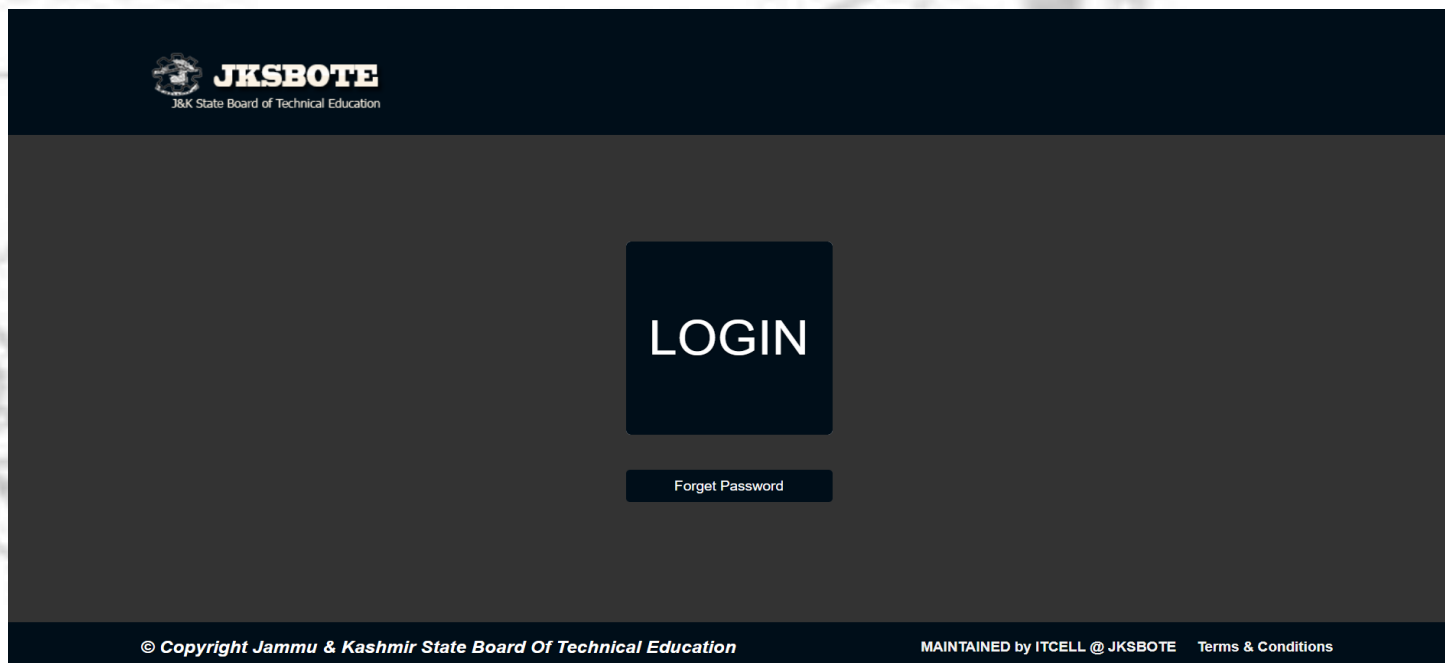 JKSBOTE
J&K State Board of Technical Education
LOGIN
Forget Password
© Copyright Jammu & Kashmir State Board Of Technical Education
MAINTAINED by ITCELL @ JKSBOTE Terms & Conditions